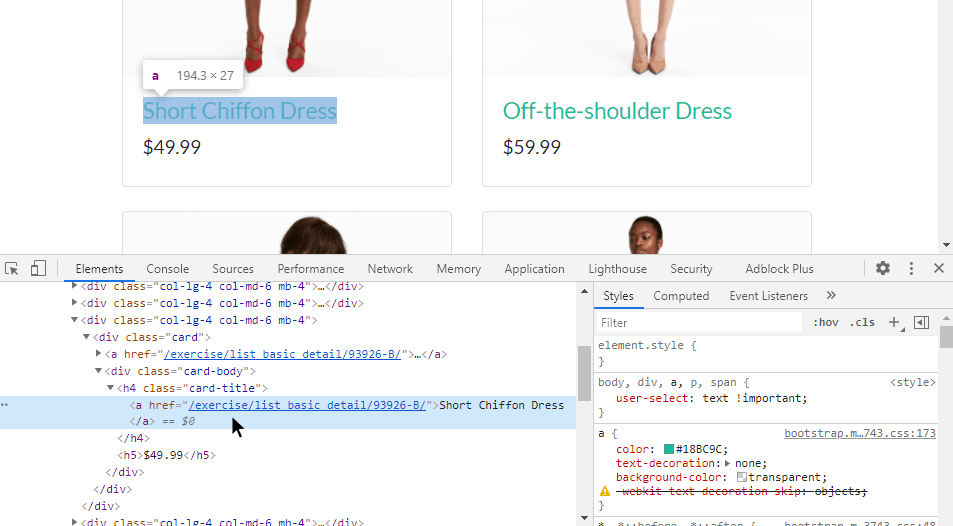 a 194.3 × 27
Short Chiffon Dress Off-the-shoulder Dress
$49.99 $59.99
Elements Console Sources Performance Network Memory Application Lighthouse Security Adblock Plus
<div class="col-lg-4 col-md-6 mb-4">…</div>
<div class="col-lg-4 col-md-6 mb-4">…</div>
<div class="col-lg-4 col-md-6 mb-4">
<div class="card">
<a href="/exercise/list_basic_detail/93926-B/">…</a>
<div class="card-body">
<h4 class="card-title">
<a href="/exercise/list_basic_detail/93926-B/">Short Chiffon Dress
</a> == $0
</h4>
<h5>$49.99</h5>
</div>
</div>
</div>
<div class="col-lg-4 col-md-6 mb-4">…</div>
Styles Computed Event Listeners »
Filter :hov .cls +
element.style {
}
body, div, a, p, span { <style>
user-select: text !important;
}
a { bootstrap.m…743.css:173
color: #18BC9C;
text-decoration: none;
background-color: transparent;
-webkit-text-decoration-skip: objects;
}
*, *::before, *::after { bootstrap.m…3743.css:48